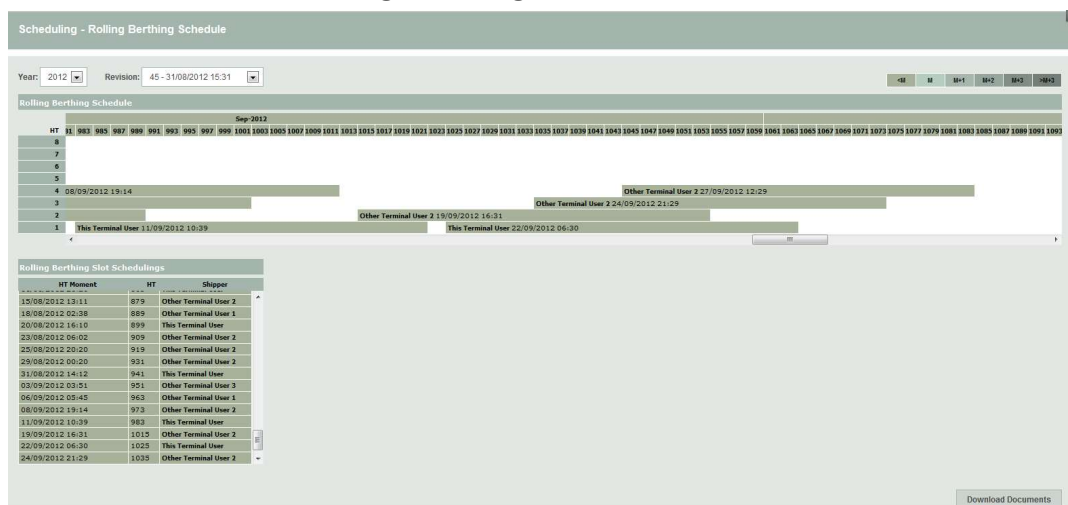 Scheduling - Rolling Berthing Schedule
Year: 2012 Revision: 45 - 31/08/2012 15:31
<M M M+1 M+2 M+3 >M+3
Rolling Berthing Schedule
Sep-2012
HT 31 983 985 987 989 991 993 995 997 999 1001 1003 1005 1007 1009 1011 1013 1015 1017 1019 1021 1023 1025 1027 1029 1031 1033 1035 1037 1039 1041 1043 1045 1047 1049 1051 1053 1055 1057 1059 1061 1063 1065 1067 1069 1071 1073 1075 1077 1079 1081 1083 1085 1087 1089 1091 1093
8
7
6
5
4 08/09/2012 19:14 Other Terminal User 2 27/09/2012 12:29
3 Other Terminal User 2 24/09/2012 21:29
2 Other Terminal User 2 19/09/2012 16:31
1 This Terminal User 11/09/2012 10:39 This Terminal User 22/09/2012 06:30
Rolling Berthing Slot Schedulings
HT Moment HT Shipper
15/08/2012 13:11 879 Other Terminal User 2
18/08/2012 02:38 889 Other Terminal User 1
20/08/2012 16:10 899 This Terminal User
23/08/2012 06:02 909 Other Terminal User 2
25/08/2012 20:20 919 Other Terminal User 2
29/08/2012 00:20 931 Other Terminal User 2
31/08/2012 14:12 941 This Terminal User
03/09/2012 03:51 951 Other Terminal User 3
06/09/2012 05:45 963 Other Terminal User 1
08/09/2012 19:14 973 Other Terminal User 2
11/09/2012 10:39 983 This Terminal User
19/09/2012 16:31 1015 Other Terminal User 2
22/09/2012 06:30 1025 This Terminal User
24/09/2012 21:29 1035 Other Terminal User 2
Download Documents